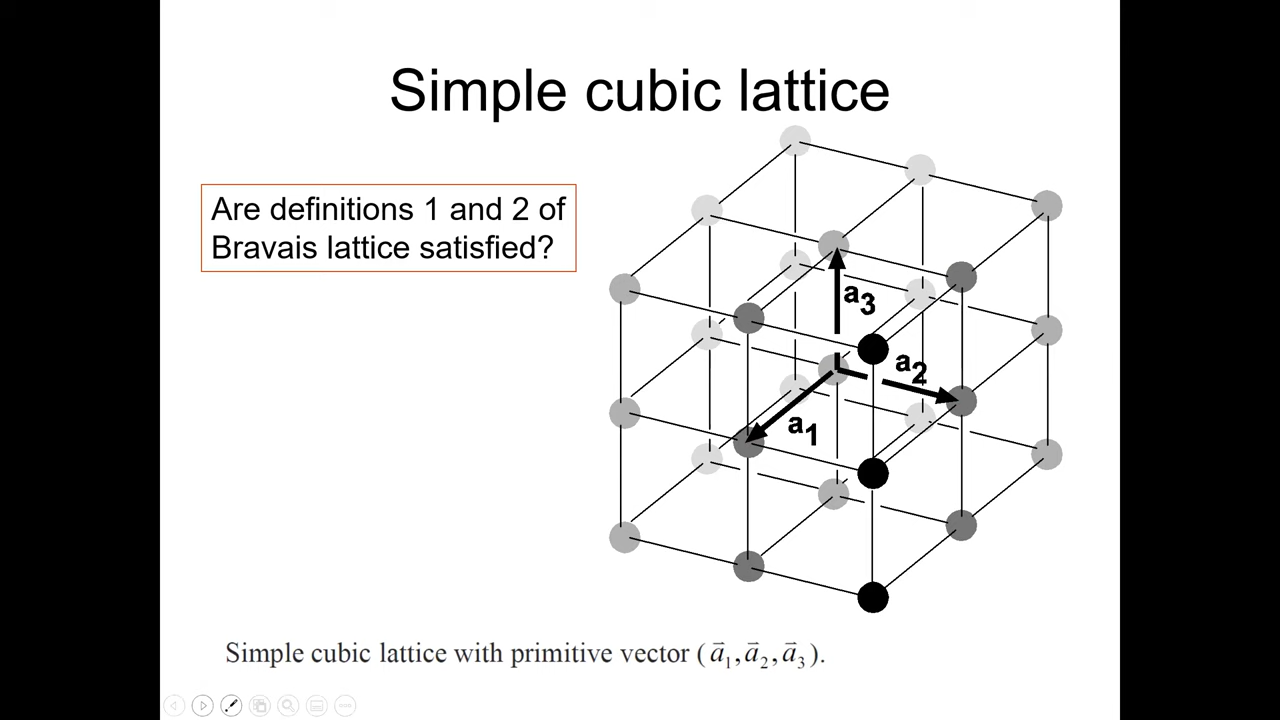 Simple cubic lattice
Are definitions 1 and 2 of
Bravais lattice satisfied?
a3
a2
a1
Simple cubic lattice with primitive vector (a⃗₁,a⃗₂,a⃗₃).